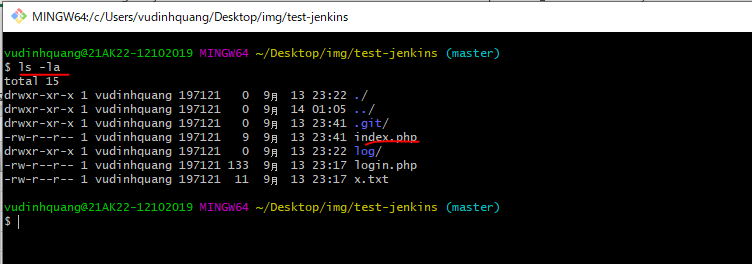 MINGW64:/c/Users/vudinhquang/Desktop/img/test-jenkins
vudinhquang@21AK22-12102019 MINGW64 ~/Desktop/img/test-jenkins (master)
$ ls -la
total 15
drwxr-xr-x 1 vudinhquang 197121   0  9月  13 23:22 ./
drwxr-xr-x 1 vudinhquang 197121   0  9月  14 01:05 ../
drwxr-xr-x 1 vudinhquang 197121   0  9月  13 23:41 .git/
-rw-r--r-- 1 vudinhquang 197121   9  9月  13 23:41 index.php
drwxr-xr-x 1 vudinhquang 197121   0  9月  13 23:22 log/
-rw-r--r-- 1 vudinhquang 197121 133  9月  13 23:17 login.php
-rw-r--r-- 1 vudinhquang 197121  11  9月  13 23:17 x.txt
vudinhquang@21AK22-12102019 MINGW64 ~/Desktop/img/test-jenkins (master)
$